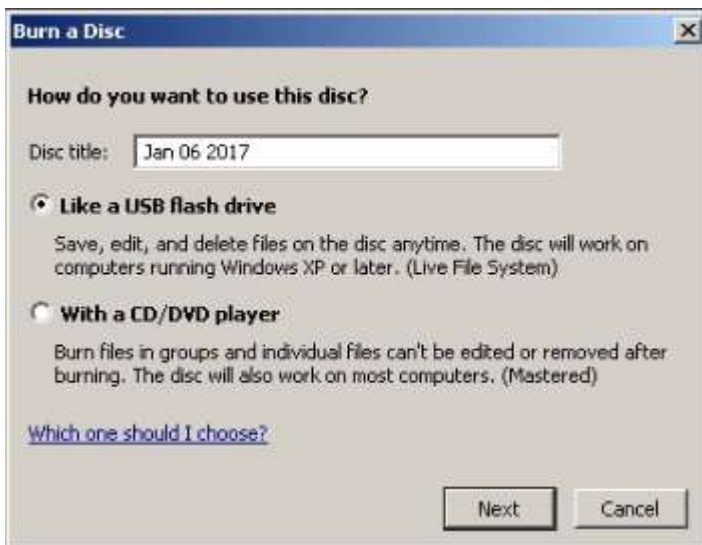 Burn a Disc
How do you want to use this disc?
Disc title: Jan 06 2017
Like a USB flash drive
Save, edit, and delete files on the disc anytime. The disc will work on
computers running Windows XP or later. (Live File System)
With a CD/DVD player
Burn files in groups and individual files can't be edited or removed after
burning. The disc will also work on most computers. (Mastered)
Which one should I choose?
Next Cancel